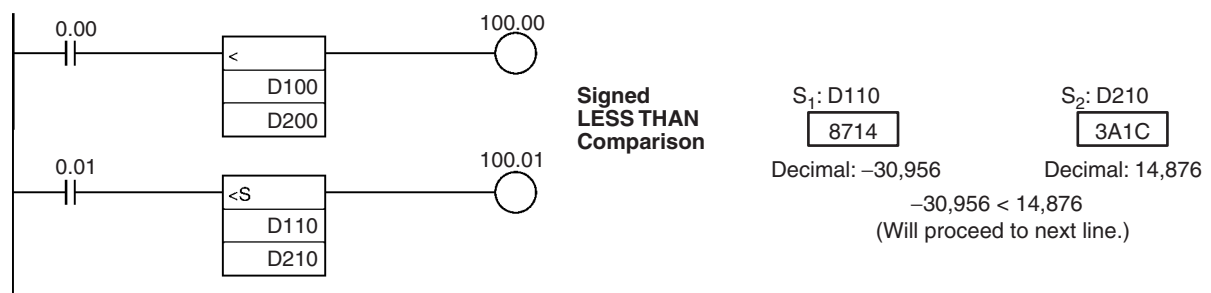 0.00
100.00
<
D100
D200
0.01
100.01
<S
D110
D210
Signed
LESS THAN
Comparison
S1: D110
S2: D210
8714
3A1C
Decimal: −30,956
Decimal: 14,876
−30,956 < 14,876
(Will proceed to next line.)